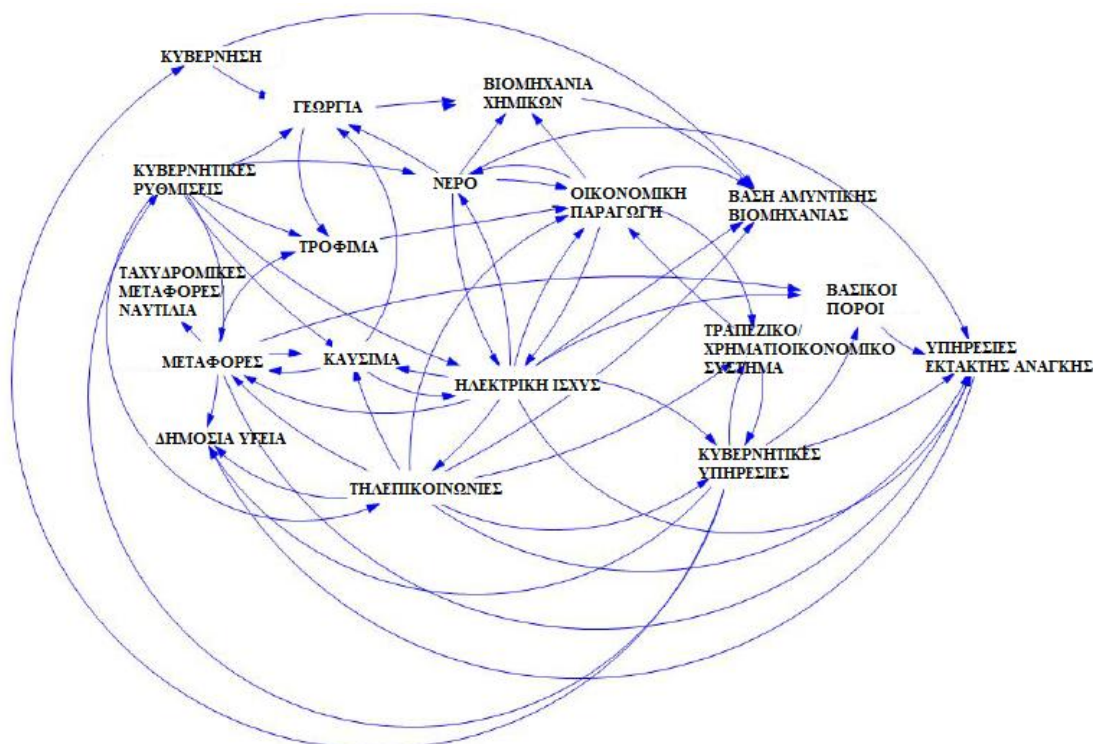 ΚΥΒΕΡΝΗΣΗ
ΓΕΩΡΓΙΑ
ΒΙΟΜΗΧΑΝΙΑ
ΧΗΜΙΚΩΝ
ΚΥΒΕΡΝΗΤΙΚΕΣ
ΡΥΘΜΙΣΕΙΣ
ΝΕΡΟ
ΟΙΚΟΝΟΜΙΚΗ
ΠΑΡΑΓΩΓΗ
ΒΑΣΗ ΑΜΥΝΤΙΚΗΣ
ΒΙΟΜΗΧΑΝΙΑΣ
ΤΡΟΦΙΜΑ
ΤΑΧΥΔΡΟΜΙΚΕΣ
ΜΕΤΑΦΟΡΕΣ
ΝΑΥΤΙΛΙΑ
ΒΑΣΙΚΟΙ
ΠΟΡΟΙ
ΜΕΤΑΦΟΡΕΣ
ΚΑΥΣΙΜΑ
ΗΛΕΚΤΡΙΚΗ ΙΣΧΥΣ
ΤΡΑΠΕΖΙΚΟ/
ΧΡΗΜΑΤΙΟΙΚΟΝΟΜΙΚΟ
ΣΥΣΤΗΜΑ
ΥΠΗΡΕΣΙΕΣ
ΕΚΤΑΚΤΗΣ ΑΝΑΓΚΗΣ
ΔΗΜΟΣΙΑ ΥΓΕΙΑ
ΤΗΛΕΠΙΚΟΙΝΩΝΙΕΣ
ΚΥΒΕΡΝΗΤΙΚΕΣ
ΥΠΗΡΕΣΙΕΣ